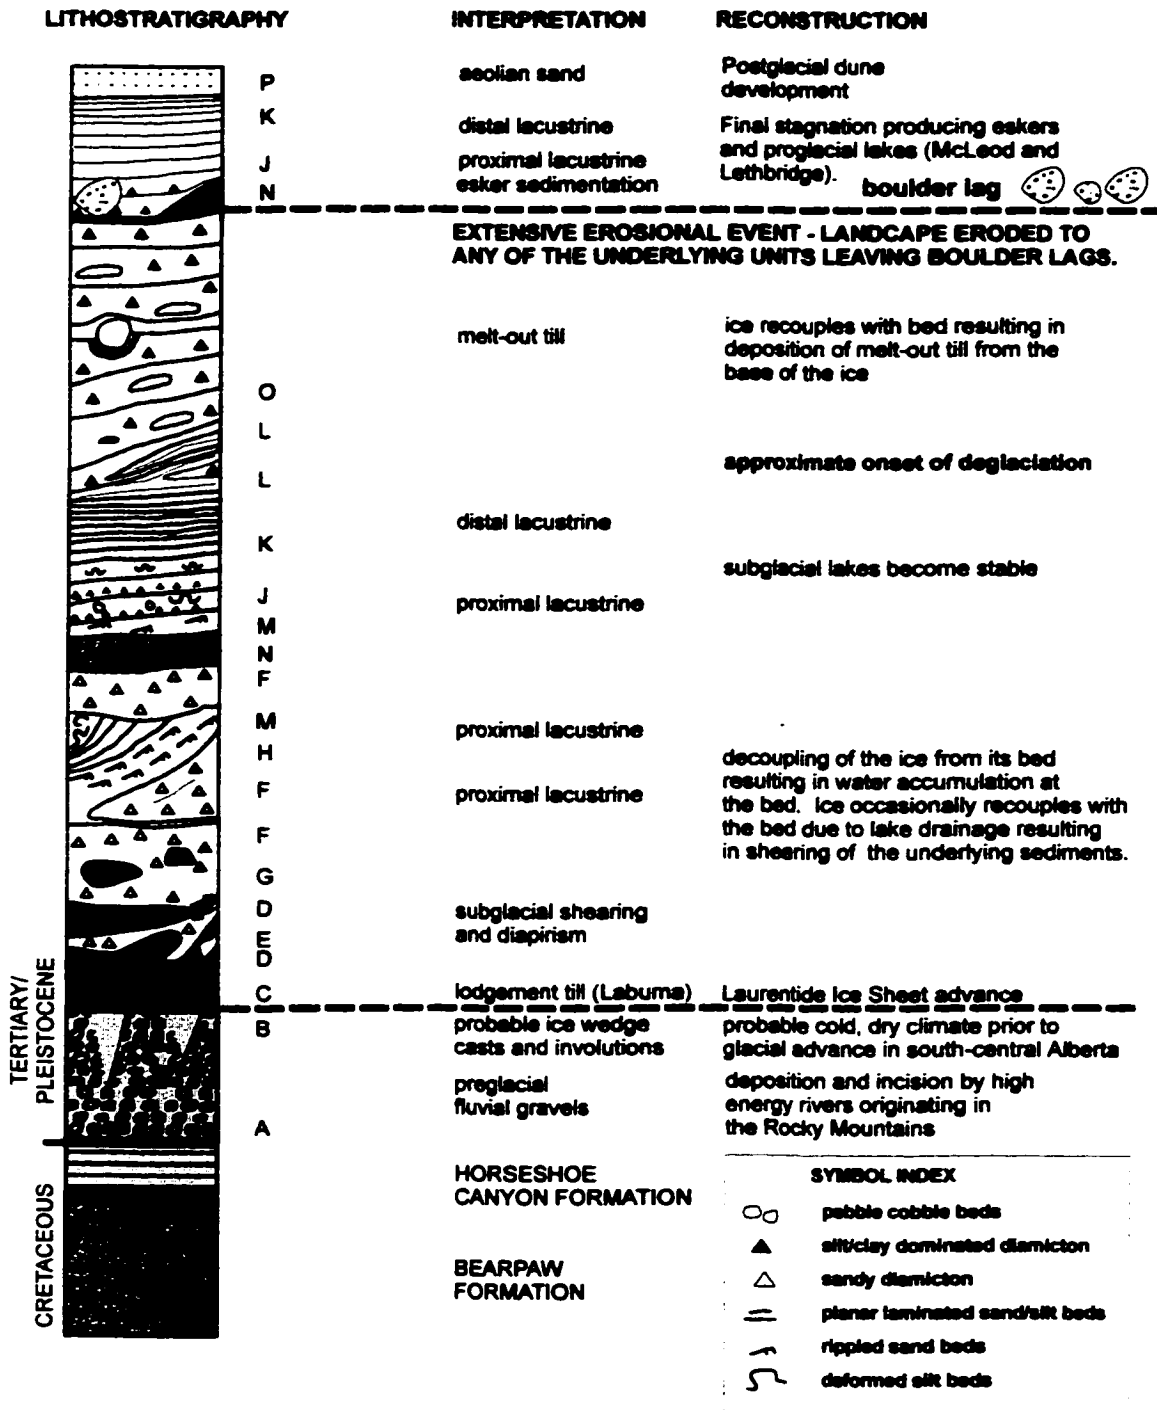 LITHOSTRATIGRAPHY INTERPRETATION RECONSTRUCTION
P aeolian sand Postglacial dune
development
K distal lacustrine Final stagnation producing eskers
J proximal lacustrine and proglacial lakes (McLeod and
N esker sedimentation Lethbridge).
boulder lag
EXTENSIVE EROSIONAL EVENT - LANDCAPE ERODED TO
ANY OF THE UNDERLYING UNITS LEAVING BOULDER LAGS.
melt-out till ice recouples with bed resulting in
deposition of melt-out till from the
base of the ice
O
L
approximate onset of deglaciation
L
distal lacustrine
K
subglacial lakes become stable
J proximal lacustrine
M
N
F
M proximal lacustrine
H decoupling of the ice from its bed
resulting in water accumulation at
F proximal lacustrine the bed. Ice occasionally recouples with
F the bed due to lake drainage resulting
in shearing of the underlying sediments.
G
D subglacial shearing
E and diapirism
D
C lodgement till (Labuma) Laurentide Ice Sheet advance
B probable ice wedge probable cold, dry climate prior to
casts and involutions glacial advance in south-central Alberta
preglacial deposition and incision by high
fluvial gravels energy rivers originating in
A the Rocky Mountains
TERTIARY/
PLEISTOCENE
CRETACEOUS
HORSESHOE
CANYON FORMATION
BEARPAW
FORMATION
SYMBOL INDEX
pebble cobble beds
silt/clay dominated diamicton
sandy diamicton
planer laminated sand/silt beds
rippled sand beds
deformed silt beds